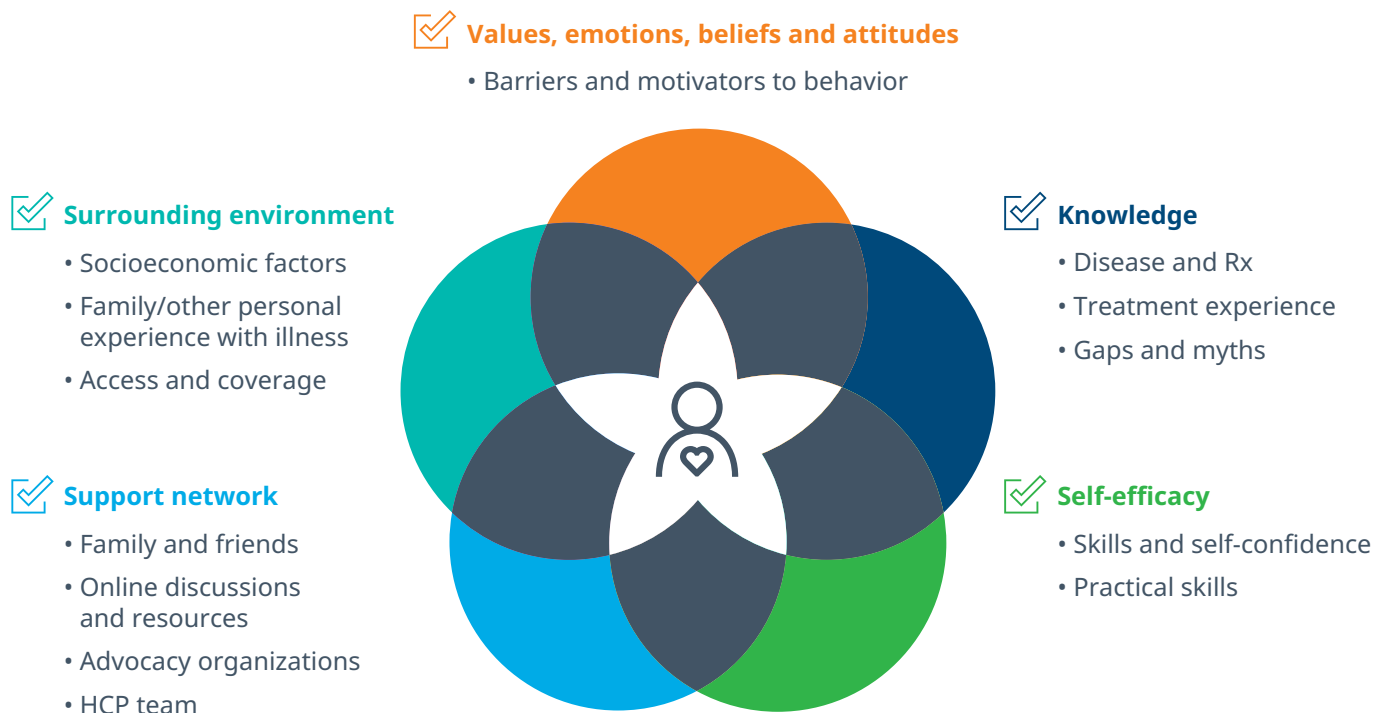 Values, emotions, beliefs and attitudes
• Barriers and motivators to behavior
Surrounding environment
• Socioeconomic factors
• Family/other personal
experience with illness
• Access and coverage
Knowledge
• Disease and Rx
• Treatment experience
• Gaps and myths
Support network
• Family and friends
• Online discussions
and resources
• Advocacy organizations
• HCP team
Self-efficacy
• Skills and self-confidence
• Practical skills